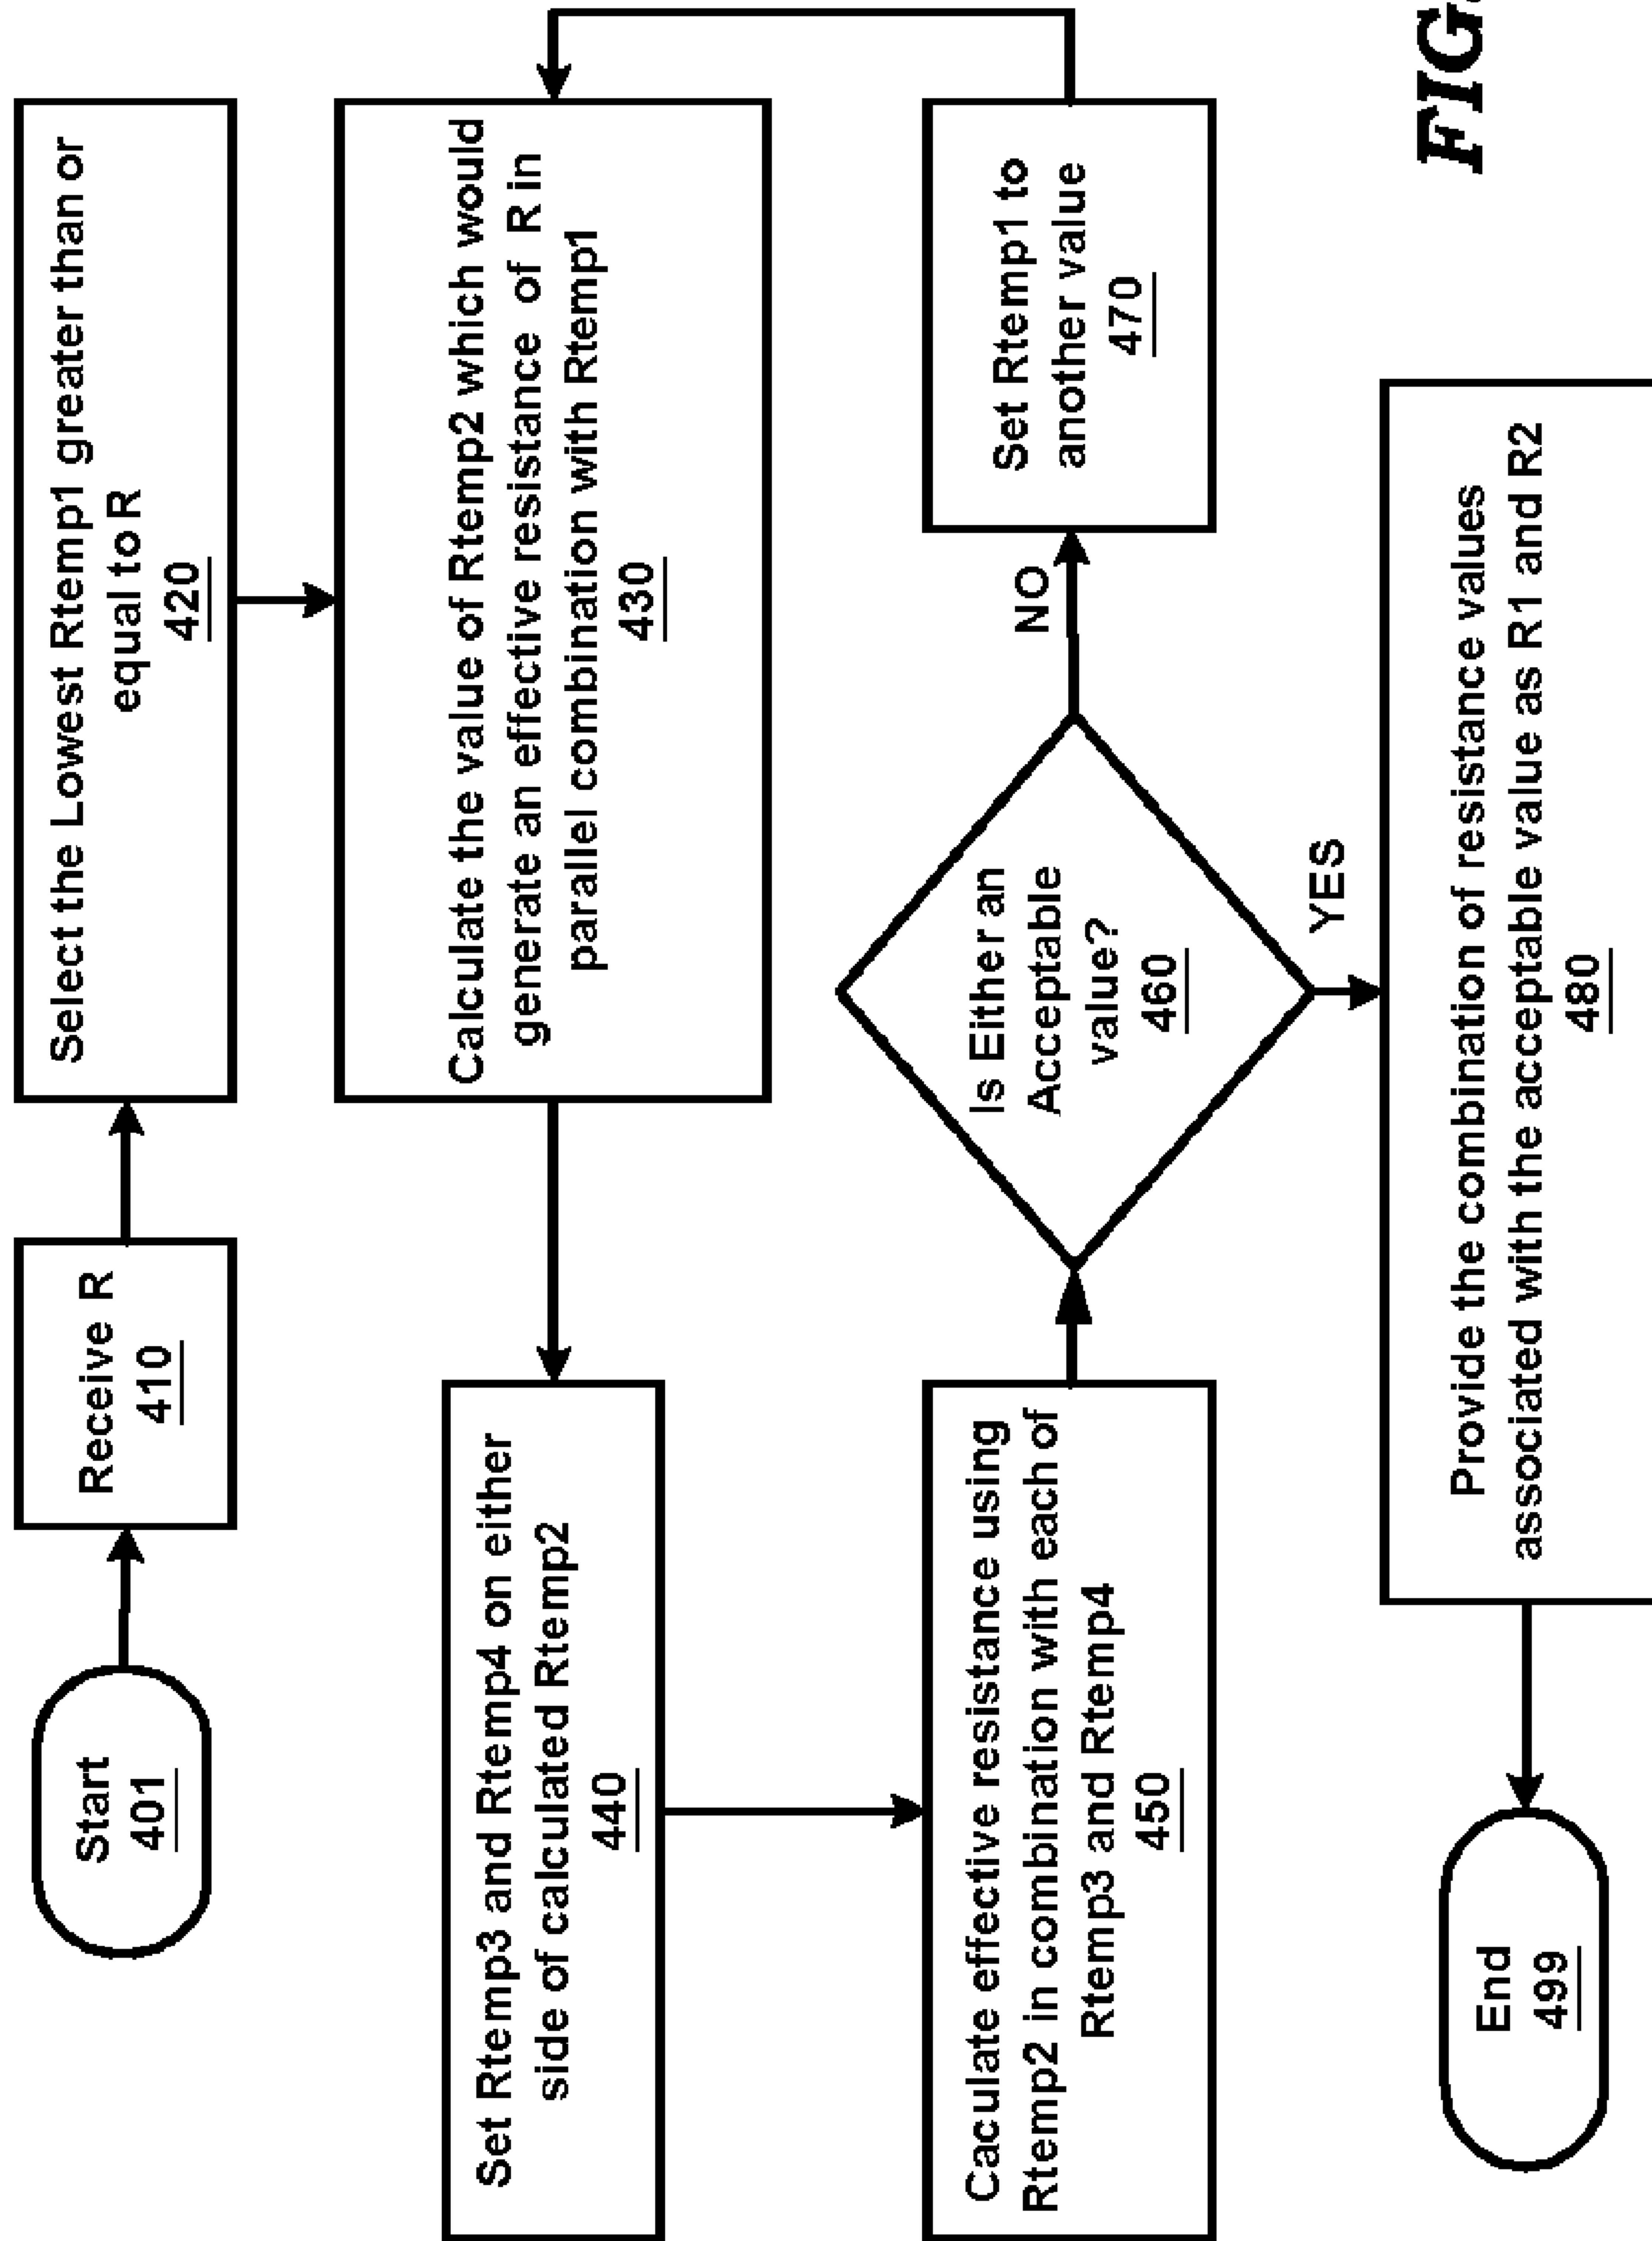 Start
401
Receive R
410
Select the Lowest Rtemp1 greater than or
equal to R
420
Calculate the value of Rtemp2 which would
generate an effective resistance of R in
parallel combination with Rtemp1
430
Set Rtemp3 and Rtemp4 on either
side of calculated Rtemp2
440
Caculate effective resistance using
Rtemp2 in combination with each of
Rtemp3 and Rtemp4
450
Is Either an
Acceptable
value?
460
NO
Set Rtemp1 to
another value
470
YES
Provide the combination of resistance values
associated with the acceptable value as R1 and R2
480
End
499
FIG.